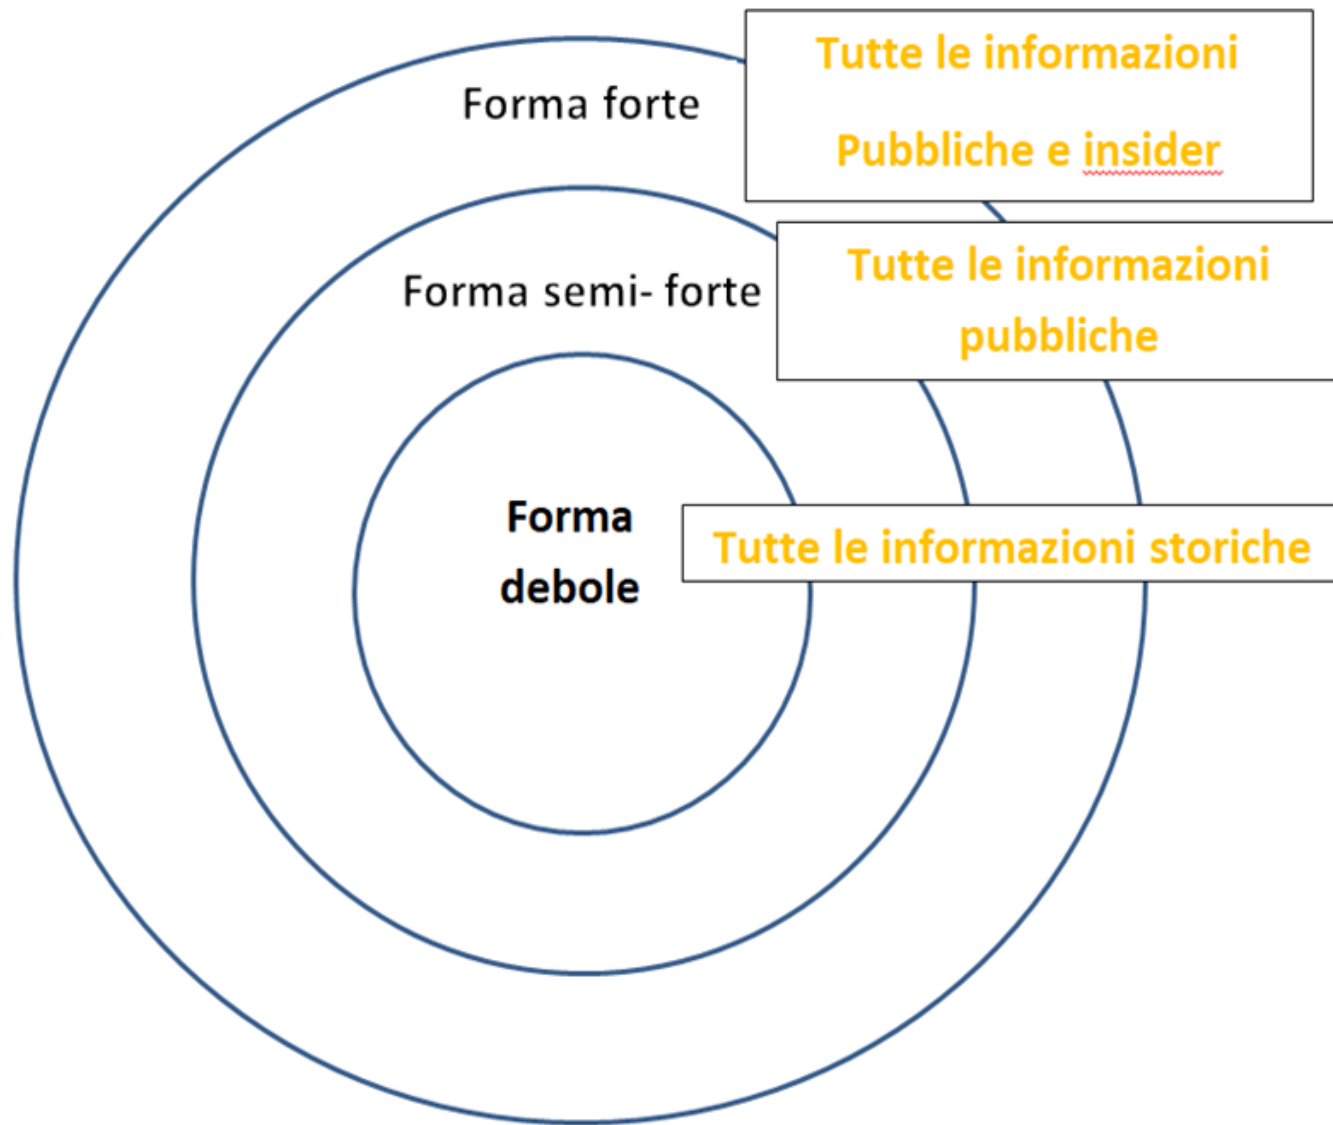 Tutte le informazioni
Pubbliche e insider
Forma forte
Tutte le informazioni
pubbliche
Forma semi- forte
Forma
debole
Tutte le informazioni storiche